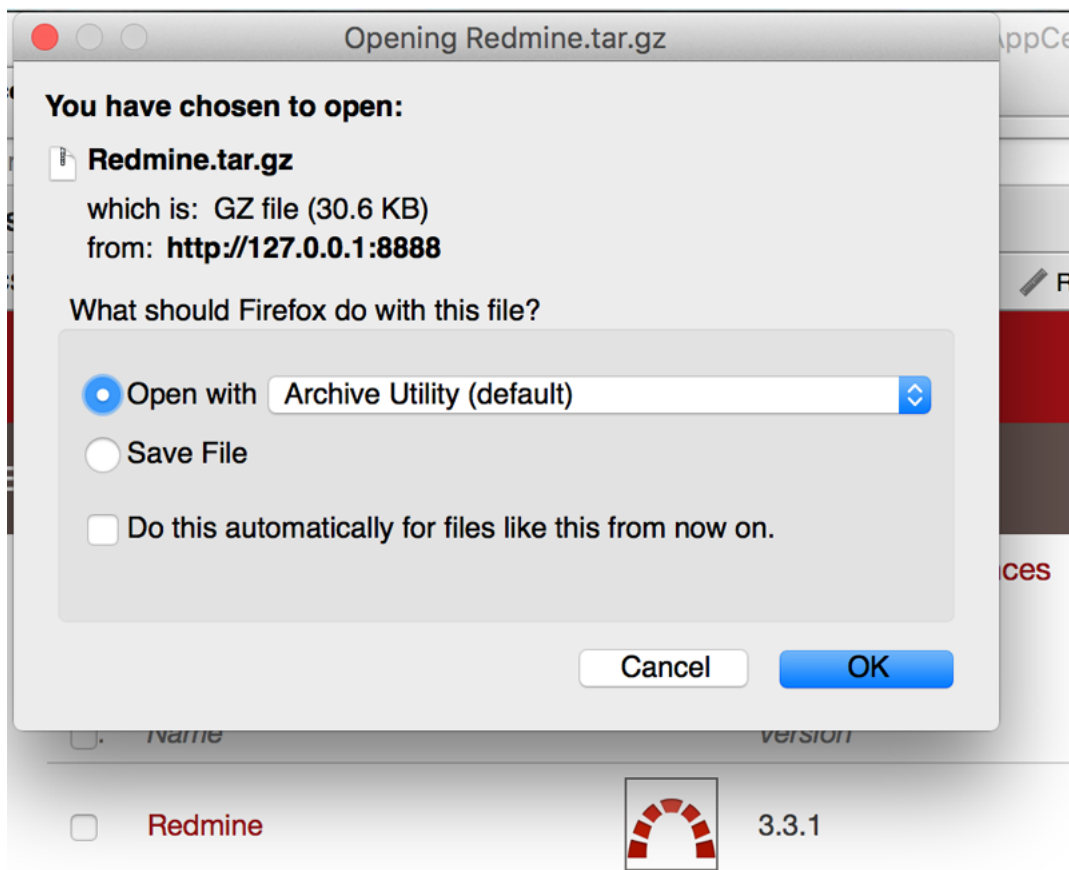 Opening Redmine.tar.gz
You have chosen to open:
Redmine.tar.gz
which is: GZ file (30.6 KB)
from: http://127.0.0.1:8888
What should Firefox do with this file?
Open with Archive Utility (default)
Save File
Do this automatically for files like this from now on.
Cancel OK
Name Version
Redmine 3.3.1